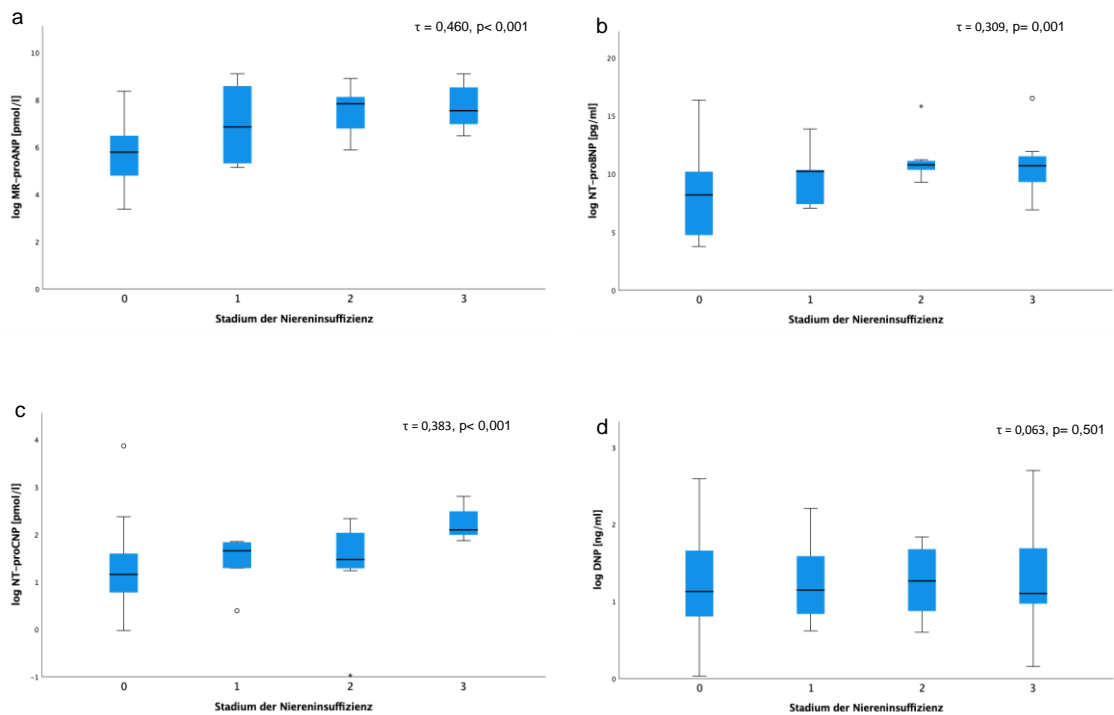 a
τ = 0,460, p< 0,001
log MR-proANP [pmol/l]
10
8
6
4
2
0
0 1 2 3
Stadium der Niereninsuffizienz
b
τ = 0,309, p= 0,001
log NT-proBNP [pg/ml]
20
15
10
5
0
*
0 1 2 3
Stadium der Niereninsuffizienz
c
τ = 0,383, p< 0,001
log NT-proCNP [pmol/l]
4
3
2
1
0
-1
*
0 1 2 3
Stadium der Niereninsuffizienz
d
τ = 0,063, p= 0,501
log DNP [ng/ml]
3
2
1
0
0 1 2 3
Stadium der Niereninsuffizienz